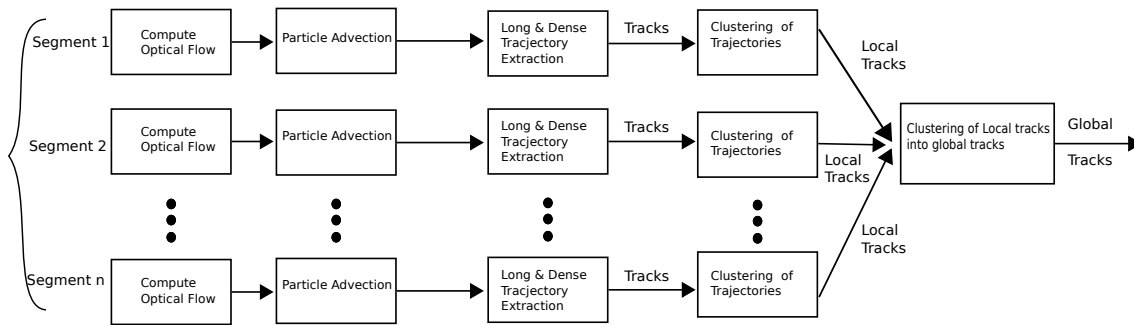 Segment 1
Compute
Optical Flow
Particle Advection
Long & Dense
Tracjectory
Extraction
Tracks
Clustering of
Trajectories
Local
Tracks
Segment 2
Compute
Optical Flow
Particle Advection
Long & Dense
Tracjectory
Extraction
Tracks
Clustering of
Trajectories
Local
Tracks
Clustering of Local tracks
into global tracks
Global
Tracks
Segment n
Compute
Optical Flow
Particle Advection
Long & Dense
Tracjectory
Extraction
Tracks
Clustering of
Trajectories
Local
Tracks